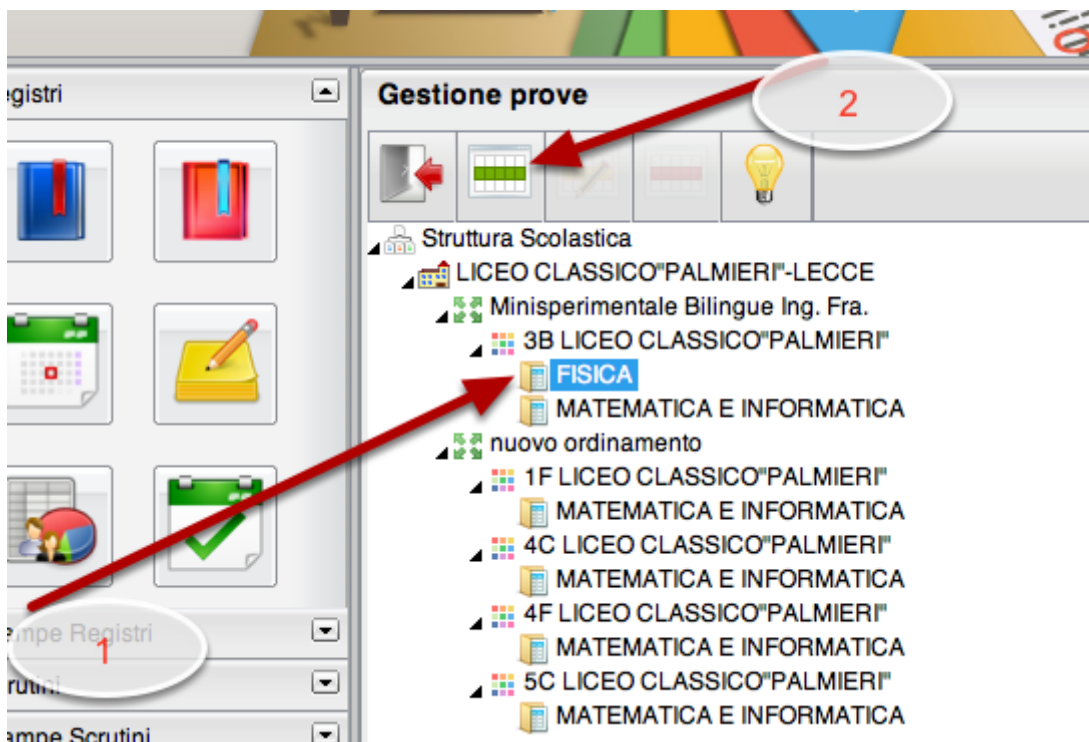 egistri
Gestione prove
2
Struttura Scolastica
LICEO CLASSICO"PALMIERI"-LECCE
Minisperimentale Bilingue Ing. Fra.
3B LICEO CLASSICO"PALMIERI"
FISICA
MATEMATICA E INFORMATICA
nuovo ordinamento
1F LICEO CLASSICO"PALMIERI"
MATEMATICA E INFORMATICA
4C LICEO CLASSICO"PALMIERI"
MATEMATICA E INFORMATICA
4F LICEO CLASSICO"PALMIERI"
MATEMATICA E INFORMATICA
5C LICEO CLASSICO"PALMIERI"
MATEMATICA E INFORMATICA
empe Registri
1
rutini
ampe Scrutini